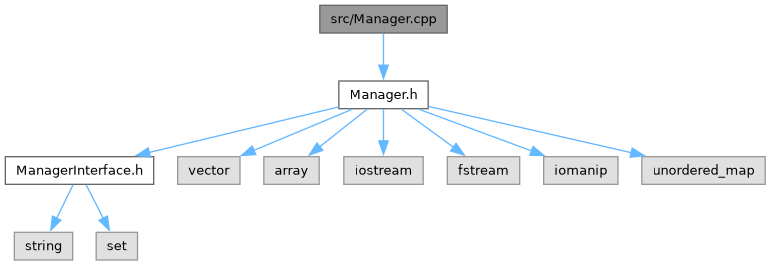 src/Manager.cpp
Manager.h
ManagerInterface.h
vector
array
iostream
fstream
iomanip
unordered_map
string
set